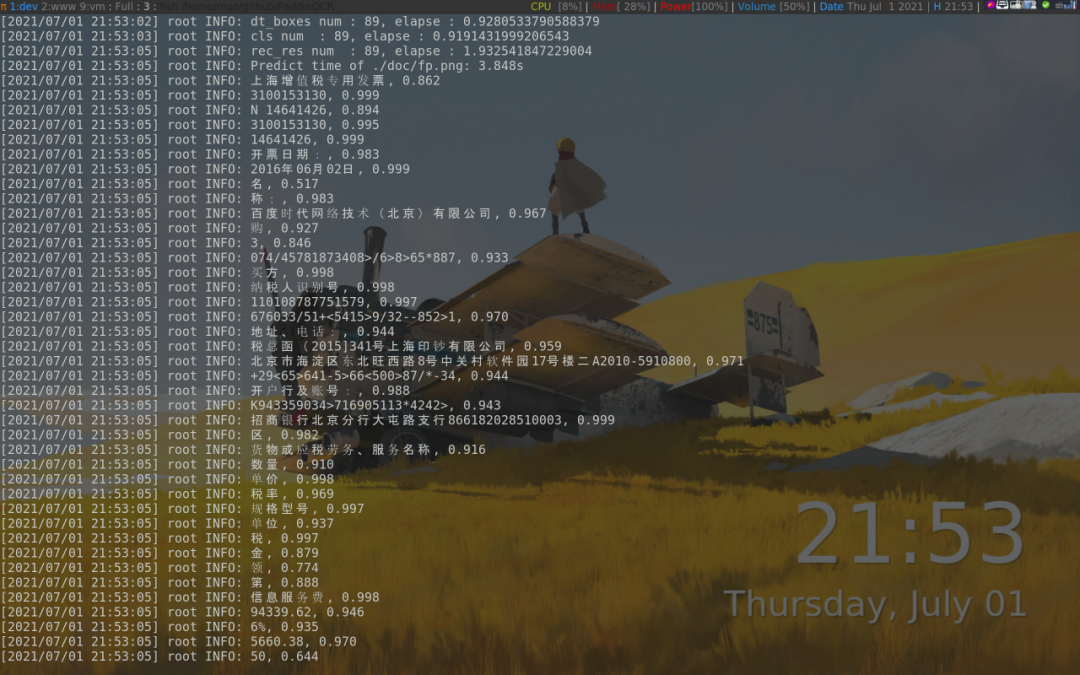 1:dev 2:www 9:vm : Full : 3 : fish /home/nigo/github/PaddleOCR CPU [8%] | Mem[ 28%] | Power[100%] | Volume [50%] | Date Thu Jul 1 2021 | H 21:53 |
[2021/07/01 21:53:02] root INFO: dt_boxes num : 89, elapse : 0.9280533790588379
[2021/07/01 21:53:03] root INFO: cls num  : 89, elapse : 0.9191431999206543
[2021/07/01 21:53:05] root INFO: rec_res num  : 89, elapse : 1.932541847229004
[2021/07/01 21:53:05] root INFO: Predict time of ./doc/fp.png: 3.848s
[2021/07/01 21:53:05] root INFO: 上海增值税专用发票, 0.862
[2021/07/01 21:53:05] root INFO: 3100153130, 0.999
[2021/07/01 21:53:05] root INFO: N 14641426, 0.894
[2021/07/01 21:53:05] root INFO: 3100153130, 0.995
[2021/07/01 21:53:05] root INFO: 14641426, 0.999
[2021/07/01 21:53:05] root INFO: 开票日期：, 0.983
[2021/07/01 21:53:05] root INFO: 2016年06月02日, 0.999
[2021/07/01 21:53:05] root INFO: 名, 0.517
[2021/07/01 21:53:05] root INFO: 称：, 0.983
[2021/07/01 21:53:05] root INFO: 百度时代网络技术（北京）有限公司, 0.967
[2021/07/01 21:53:05] root INFO: 购, 0.927
[2021/07/01 21:53:05] root INFO: 3, 0.846
[2021/07/01 21:53:05] root INFO: 074/45781873408>/6>8>65*887, 0.933
[2021/07/01 21:53:05] root INFO: 买方, 0.998
[2021/07/01 21:53:05] root INFO: 纳税人识别号, 0.998
[2021/07/01 21:53:05] root INFO: 110108787751579, 0.997
[2021/07/01 21:53:05] root INFO: 676033/51+<5415>9/32--852>1, 0.970
[2021/07/01 21:53:05] root INFO: 地址、电话：, 0.944
[2021/07/01 21:53:05] root INFO: 税总函（2015]341号上海印钞有限公司, 0.959
[2021/07/01 21:53:05] root INFO: 北京市海淀区东北旺西路8号中关村软件园17号楼二A2010-5910800, 0.971
[2021/07/01 21:53:05] root INFO: +29<65>641-5>66<500>87/*-34, 0.944
[2021/07/01 21:53:05] root INFO: 开户行及账号：, 0.988
[2021/07/01 21:53:05] root INFO: K943359034>716905113*4242>, 0.943
[2021/07/01 21:53:05] root INFO: 招商银行北京分行大屯路支行866182028510003, 0.999
[2021/07/01 21:53:05] root INFO: 区, 0.982
[2021/07/01 21:53:05] root INFO: 货物或应税劳务、服务名称, 0.916
[2021/07/01 21:53:05] root INFO: 数量, 0.910
[2021/07/01 21:53:05] root INFO: 单价, 0.998
[2021/07/01 21:53:05] root INFO: 税率, 0.969
[2021/07/01 21:53:05] root INFO: 规格型号, 0.997
[2021/07/01 21:53:05] root INFO: 单位, 0.937
[2021/07/01 21:53:05] root INFO: 税, 0.997
[2021/07/01 21:53:05] root INFO: 金, 0.879
[2021/07/01 21:53:05] root INFO: 领, 0.774
[2021/07/01 21:53:05] root INFO: 第, 0.888
[2021/07/01 21:53:05] root INFO: 信息服务费, 0.998
[2021/07/01 21:53:05] root INFO: 94339.62, 0.946
[2021/07/01 21:53:05] root INFO: 6%, 0.935
[2021/07/01 21:53:05] root INFO: 5660.38, 0.970
[2021/07/01 21:53:05] root INFO: 50, 0.644
875
21:53
Thursday, July 01